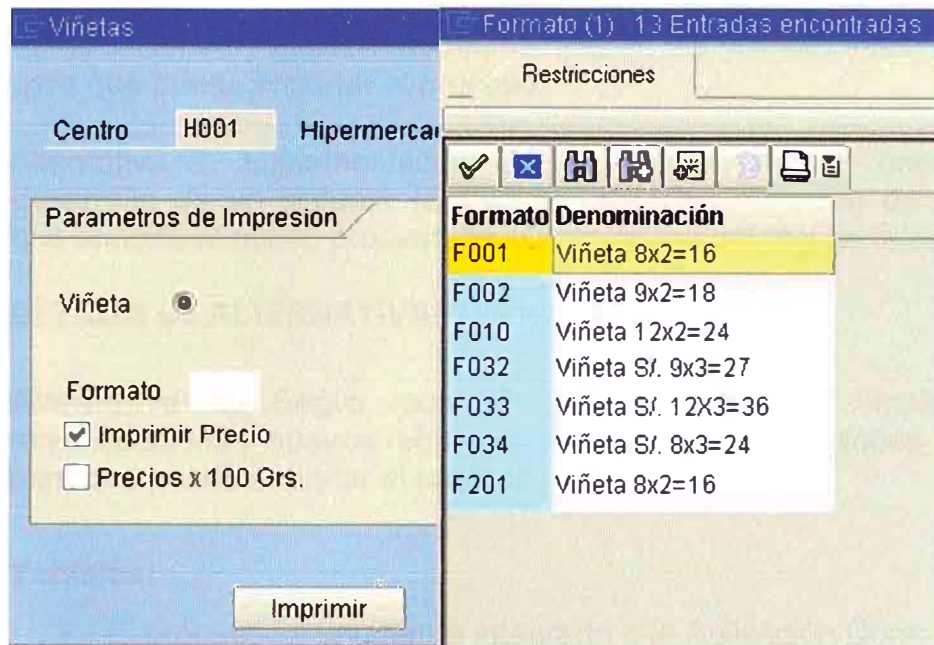 Viñetas
Centro H001 Hipermerca
Parametros de Impresion
Viñeta
Formato
Imprimir Precio
Precios x 100 Grs.
Imprimir
Formato (1) 13 Entradas encontradas
Restricciones
Formato Denominación
F001 Viñeta 8x2=16
F002 Viñeta 9x2=18
F010 Viñeta 12x2=24
F032 Viñeta S/. 9x3=27
F033 Viñeta S/. 12X3=36
F034 Viñeta S/. 8x3=24
F201 Viñeta 8x2=16